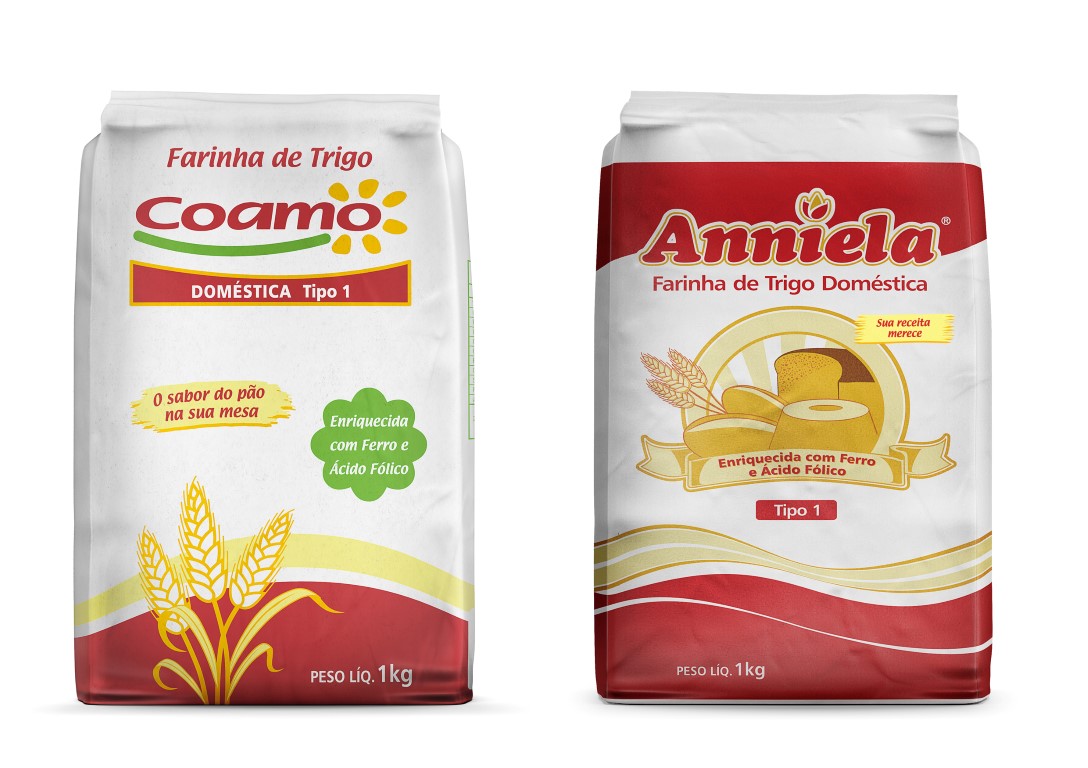 Farinha de Trigo
Coamo
DOMÉSTICA Tipo 1
O sabor do pão
na sua mesa
Enriquecida
com Ferro e
Ácido Fólico
PESO LÍQ. 1kg
Anniela®
Farinha de Trigo Doméstica
Sua receita
merece
Enriquecida com Ferro
e Ácido Fólico
Tipo 1
PESO LÍQ. 1kg